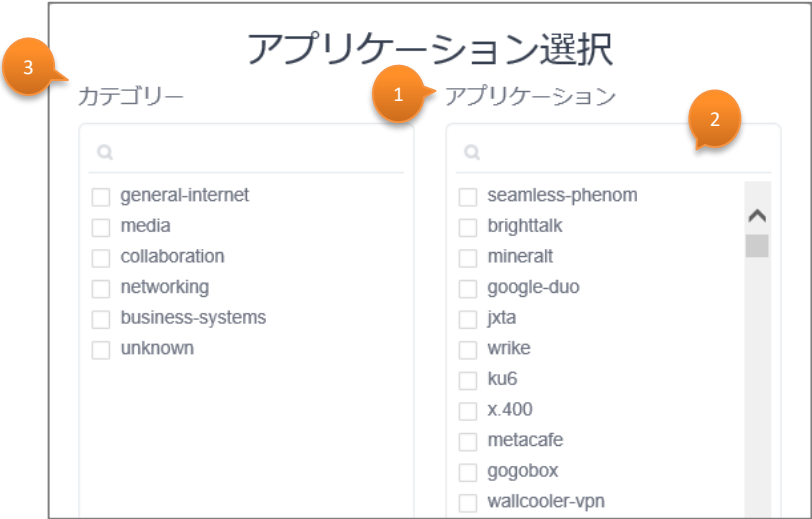 アプリケーション選択
3
カテゴリー
1
アプリケーション
2
general-internet
media
collaboration
networking
business-systems
unknown
seamless-phenom
brighttalk
mineralt
google-duo
jxta
wrike
ku6
x.400
metacafe
gogobox
wallcooler-vpn